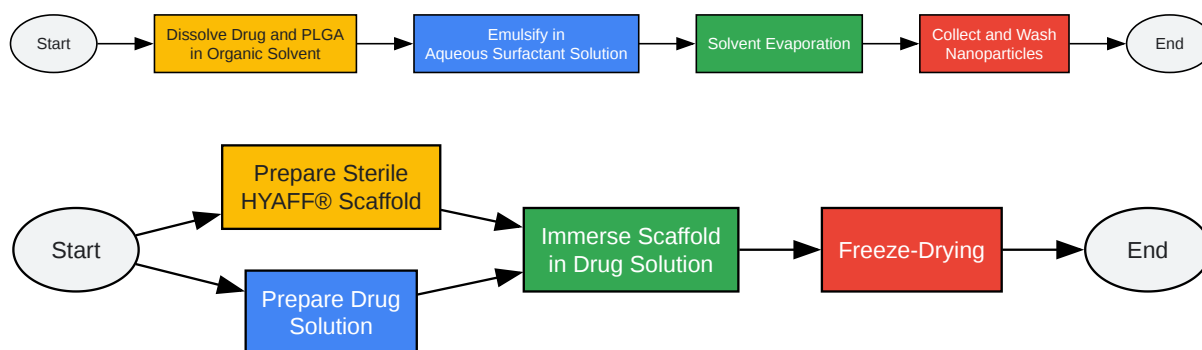 Start
Dissolve Drug and PLGA
in Organic Solvent
Emulsify in
Aqueous Surfactant Solution
Solvent Evaporation
Collect and Wash
Nanoparticles
End
Start
Prepare Sterile
HYAFF® Scaffold
Prepare Drug
Solution
Immerse Scaffold
in Drug Solution
Freeze-Drying
End